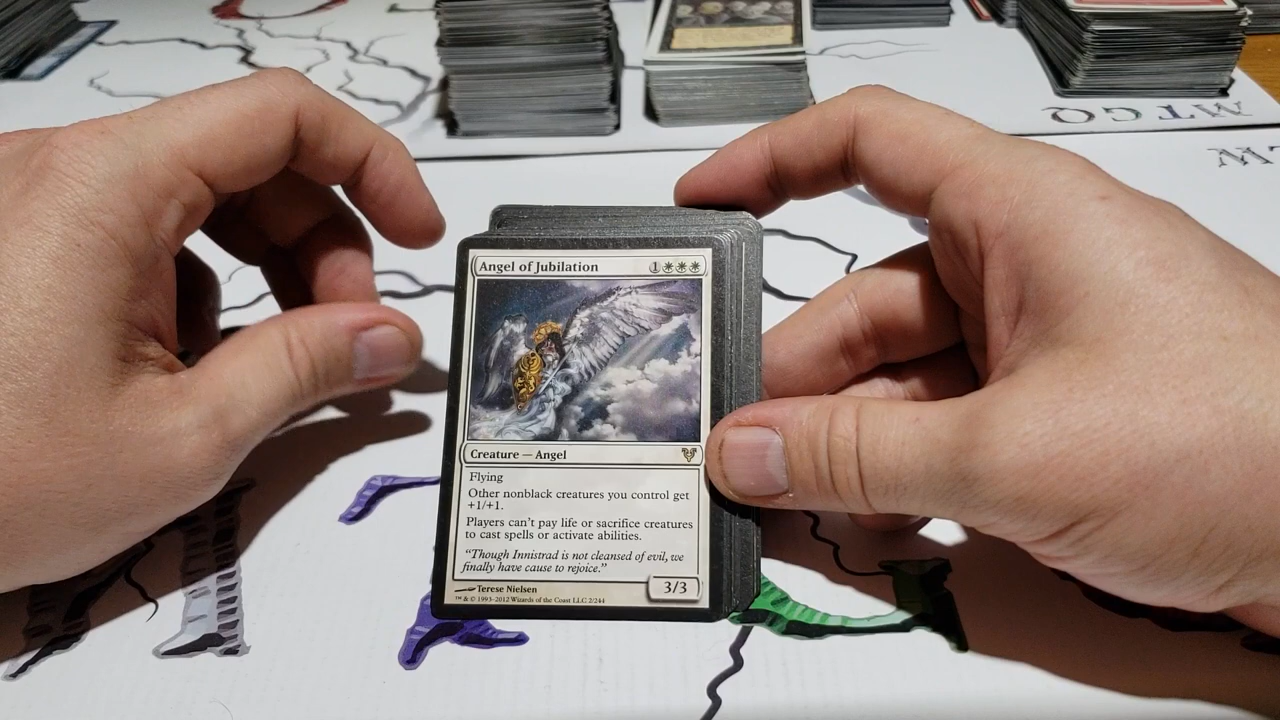 MTGQ
Angel of Jubilation 1
Creature — Angel
Flying
Other nonblack creatures you control get
+1/+1.
Players can't pay life or sacrifice creatures
to cast spells or activate abilities.
"Though Innistrad is not cleansed of evil, we
finally have cause to rejoice."
3/3
Terese Nielsen
™ & © 1993–2012 Wizards of the Coast LLC 2/244